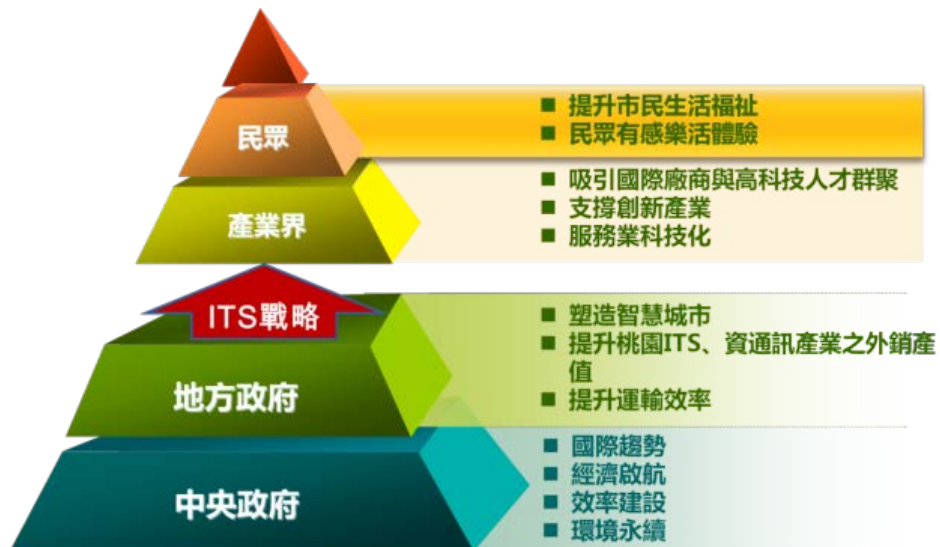 民眾
■ 提升市民生活福祉
■ 民眾有感樂活體驗
產業界
■ 吸引國際廠商與高科技人才群聚
■ 支撐創新產業
■ 服務業科技化
ITS戰略
地方政府
■ 塑造智慧城市
■ 提升桃園ITS、資通訊產業之外銷產
值
■ 提升運輸效率
中央政府
■ 國際趨勢
■ 經濟啟航
■ 效率建設
■ 環境永續